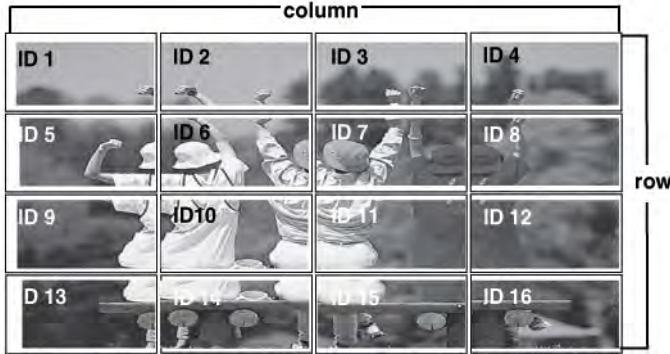 column
ID 1 ID 2 ID 3 ID 4
ID 5 ID 6 ID 7 ID 8
row
ID 9 ID10 ID 11 ID 12
D 13 ID 14 ID 15 ID 16